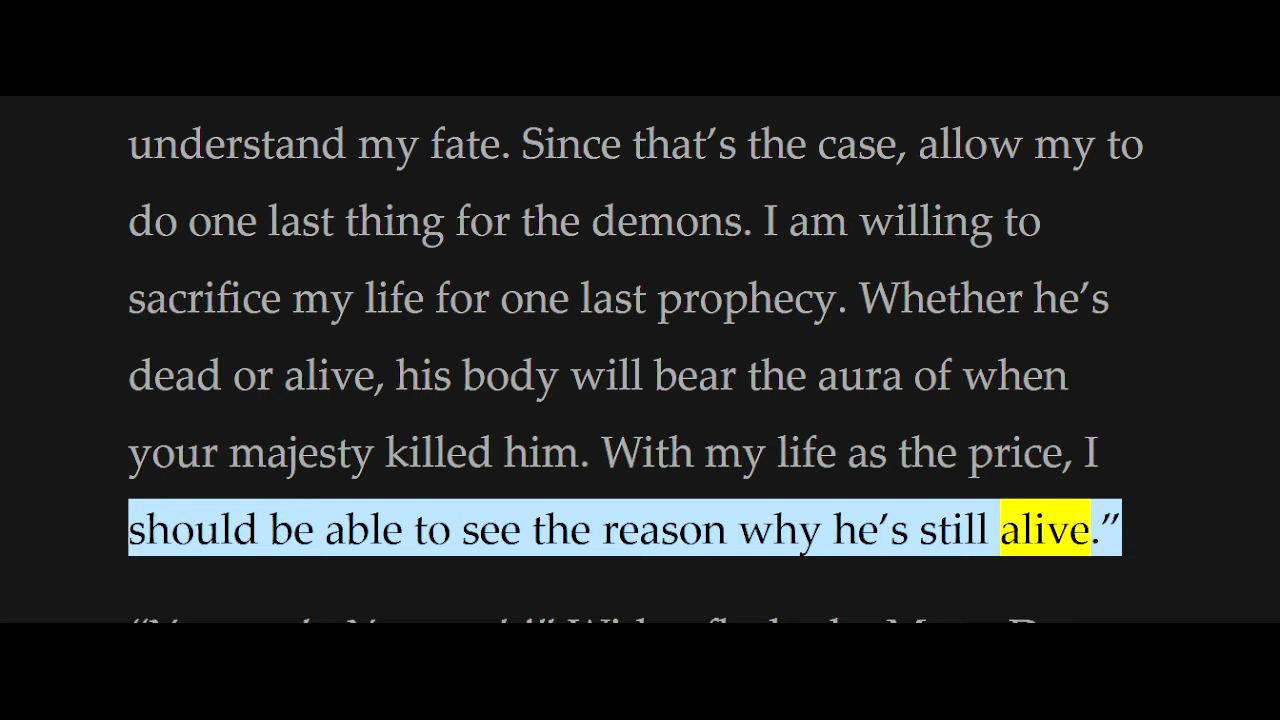 understand my fate. Since that’s the case, allow my to
do one last thing for the demons. I am willing to
sacrifice my life for one last prophecy. Whether he’s
dead or alive, his body will bear the aura of when
your majesty killed him. With my life as the price, I
should be able to see the reason why he’s still alive.”